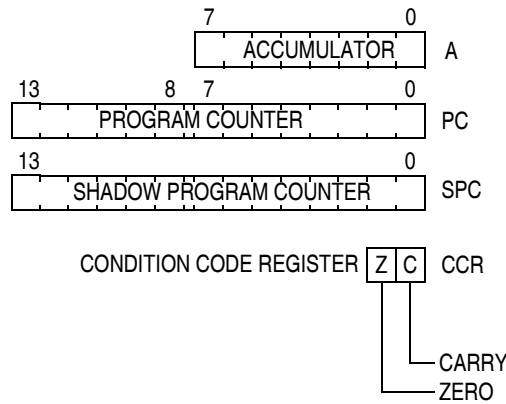 7 0
ACCUMULATOR A
13 8 7 0
PROGRAM COUNTER PC
13 0
SHADOW PROGRAM COUNTER SPC
CONDITION CODE REGISTER Z C CCR
CARRY
ZERO